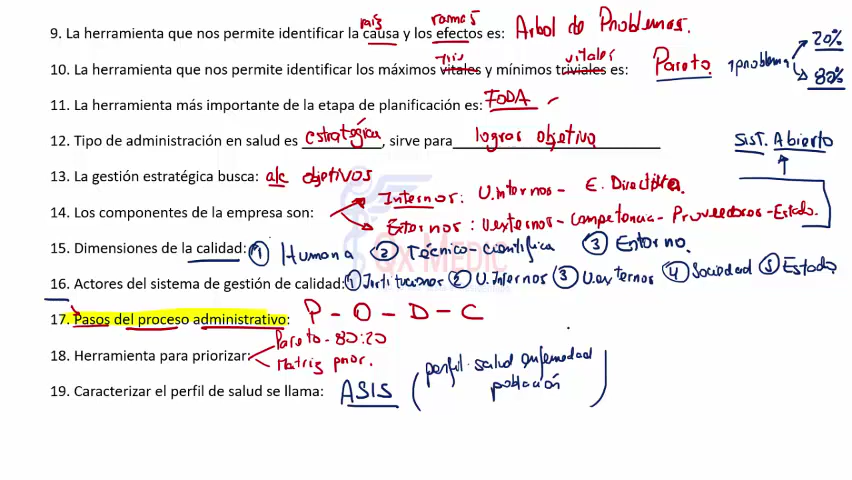 raíz ramas
9. La herramienta que nos permite identificar la causa y los efectos es: Arbol de Problemas.
triv vitales
10. La herramienta que nos permite identificar los máximos vitales y mínimos triviales es: Pareto 1 problema 20% 80%
11. La herramienta más importante de la etapa de planificación es: FODA
12. Tipo de administración en salud es estratégica, sirve para lograr objetivo
SIST. Abierto
13. La gestión estratégica busca: alc objetivos
Internos: U. internos - E. Directiva.
14. Los componentes de la empresa son:
Externos: U. externos - Competencia - Proveedores - Estado.
15. Dimensiones de la calidad: 1 Humana 2 Técnico-científica 3 Entorno.
16. Actores del sistema de gestión de calidad: 1 Instituciones 2 U. Internos 3 U. externos 4 Sociedad 5 Estado
17. Pasos del proceso administrativo: P - O - D - C
Pareto - 80:20
18. Herramienta para priorizar:
Matriz prior.
19. Caracterizar el perfil de salud se llama: ASIS (perfil salud enfermedad
población)
QX MEDIC